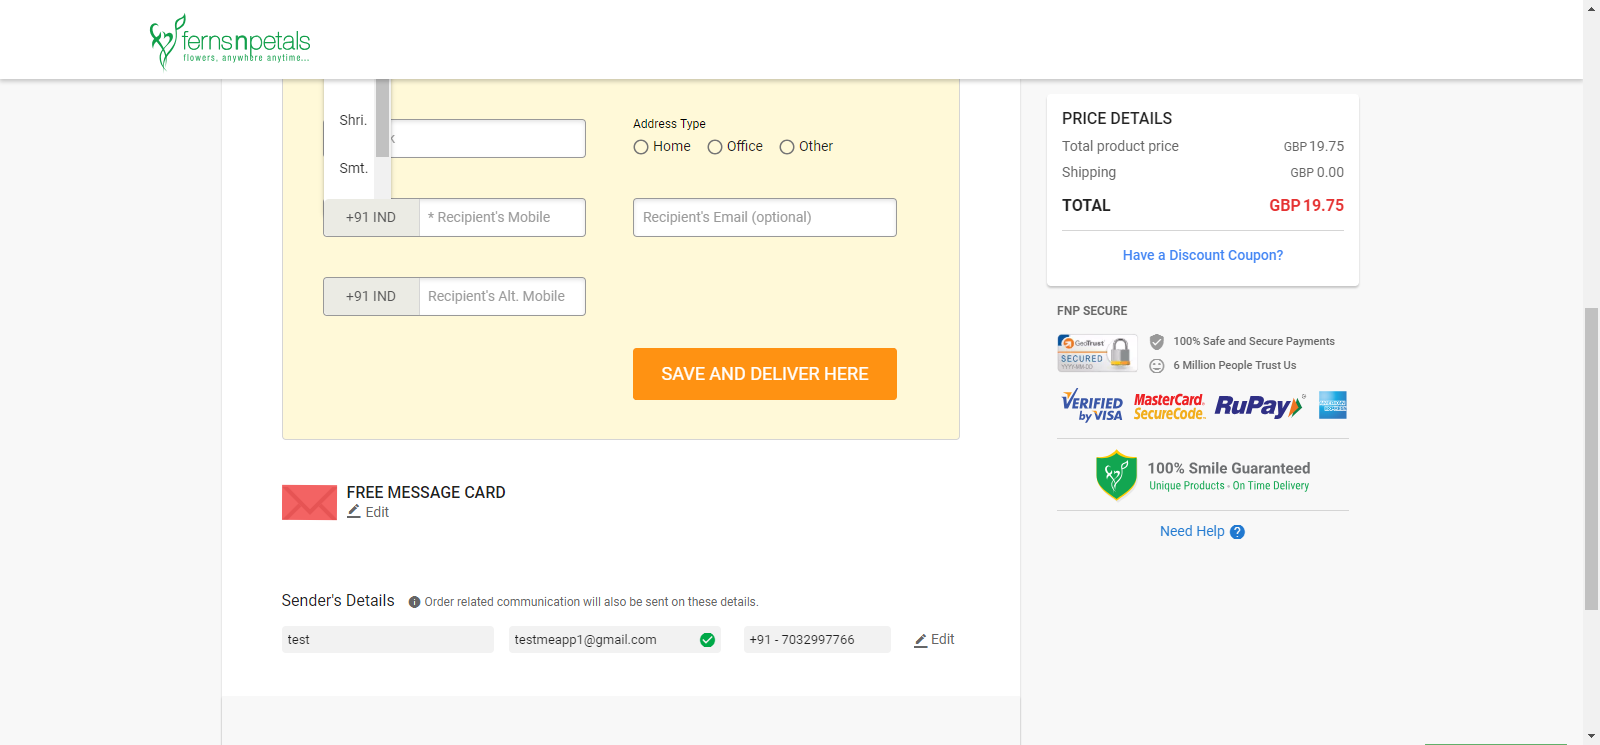 fernsnpetals
flowers, anywhere anytime...
Shri.
Smt.
Address Type
Home
Office
Other
+91 IND
* Recipient's Mobile
Recipient's Email (optional)
+91 IND
Recipient's Alt. Mobile
SAVE AND DELIVER HERE
FREE MESSAGE CARD
Edit
Sender's Details
Order related communication will also be sent on these details.
test
testmeapp1@gmail.com
+91 - 7032997766
Edit
PRICE DETAILS
Total product price GBP 19.75
Shipping GBP 0.00
TOTAL GBP 19.75
Have a Discount Coupon?
FNP SECURE
GeoTrust
SECURED
YYYY-MM-DD
100% Safe and Secure Payments
6 Million People Trust Us
VERIFIED
by VISA
MasterCard.
SecureCode.
RuPay
100% Smile Guaranteed
Unique Products • On Time Delivery
Need Help ?